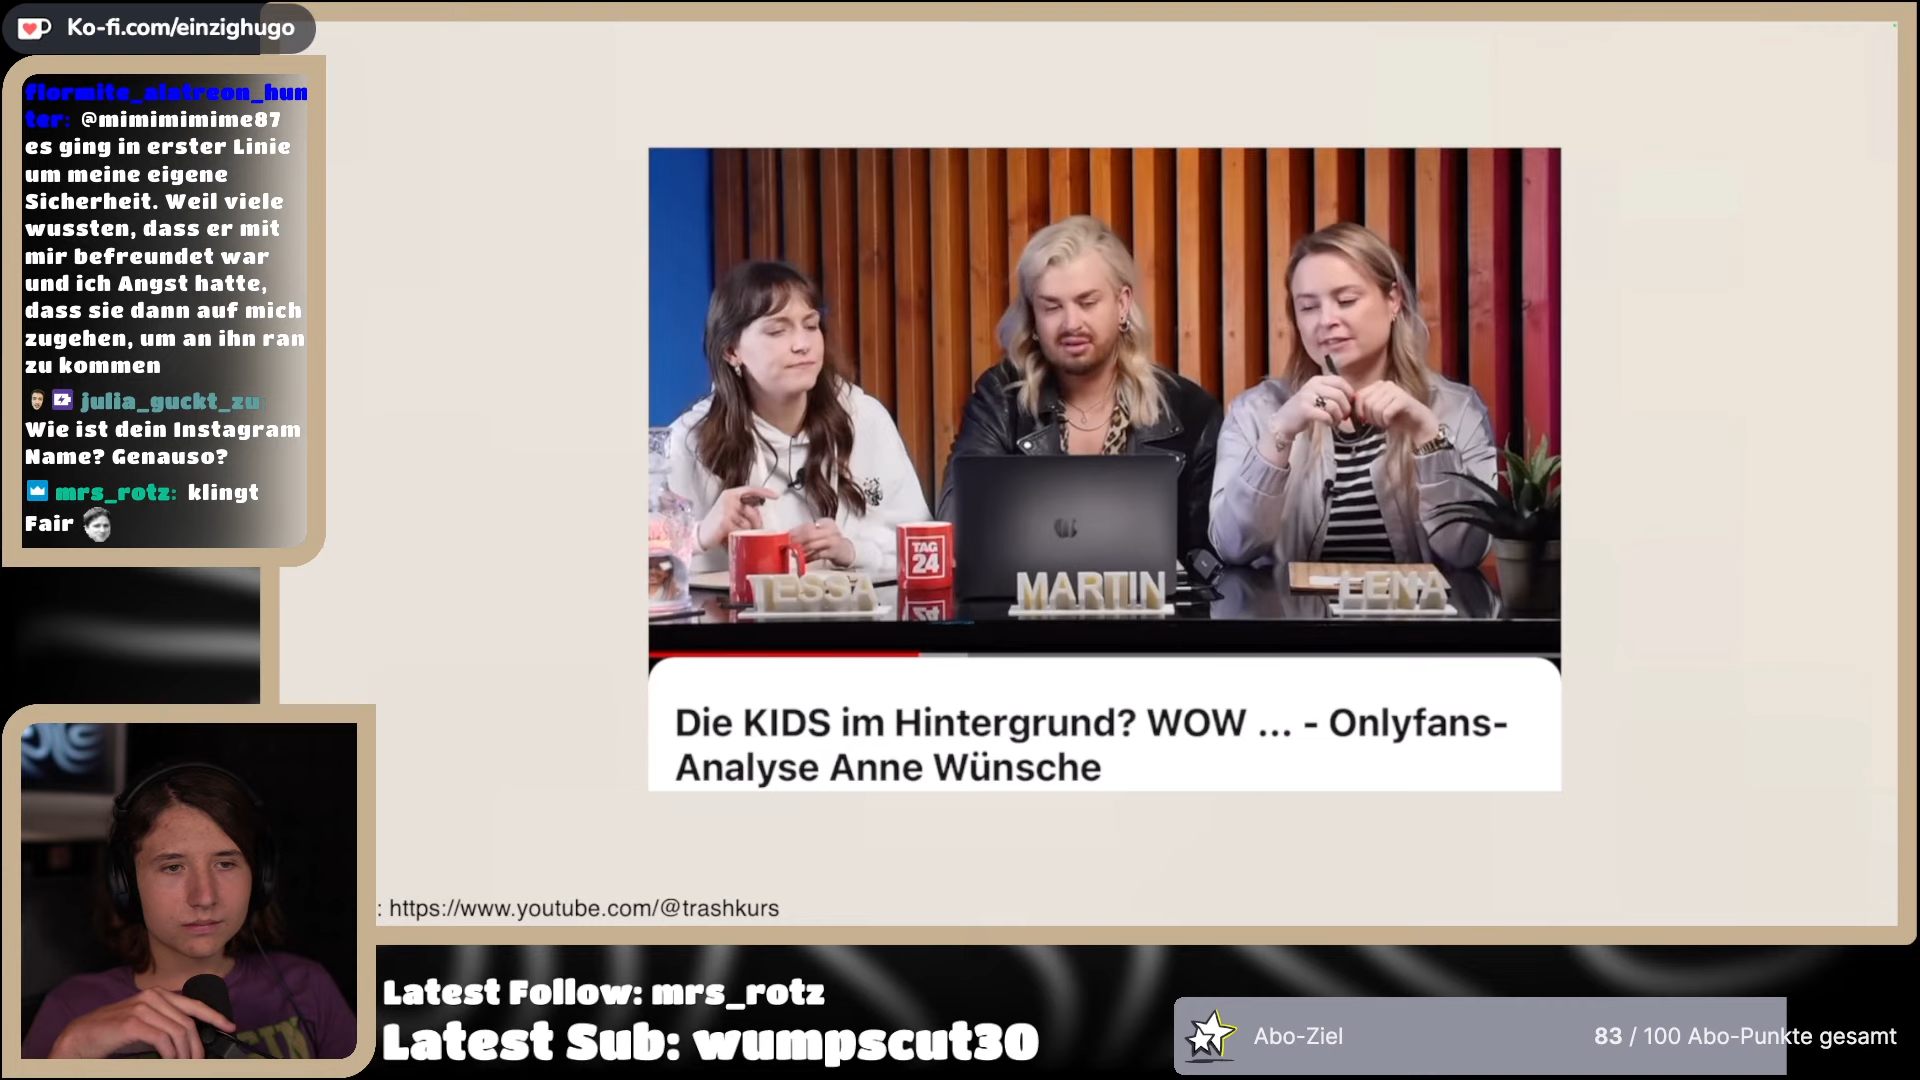 Ko-fi.com/einzighugo
flormite_alatreon_hun
ter: @mimimimime87
es ging in erster Linie
um meine eigene
Sicherheit. Weil viele
wussten, dass er mit
mir befreundet war
und ich Angst hatte,
dass sie dann auf mich
zugehen, um an ihn ran
zu kommen
julia_guckt_zu:
Wie ist dein Instagram
Name? Genauso?
mrs_rotz: klingt
Fair
TAG
24
TESSA
MARTIN
LENA
Die KIDS im Hintergrund? WOW ... - Onlyfans-
Analyse Anne Wünsche
: https://www.youtube.com/@trashkurs
Latest Follow: mrs_rotz
Latest Sub: wumpscut30
Abo-Ziel
83 / 100 Abo-Punkte gesamt